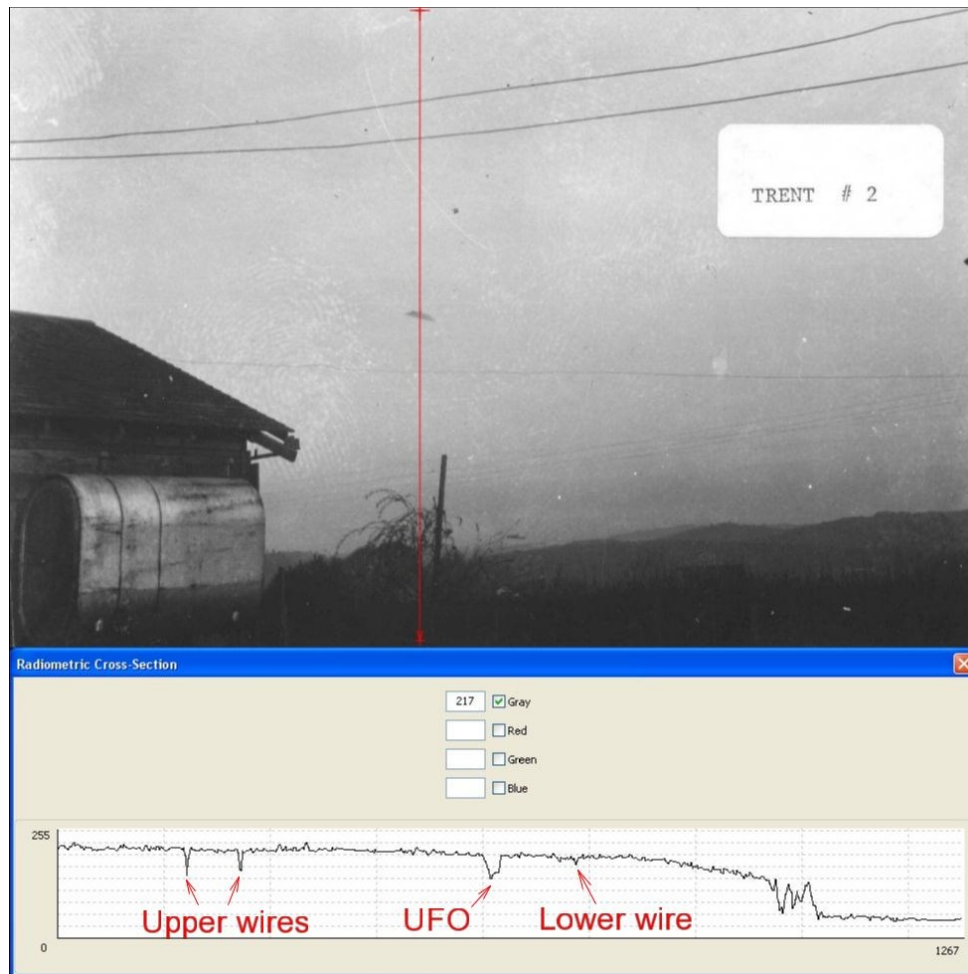 TRENT # 2
Radiometric Cross-Section
217 Gray
Red
Green
Blue
255
Upper wires
UFO
Lower wire
0
1267